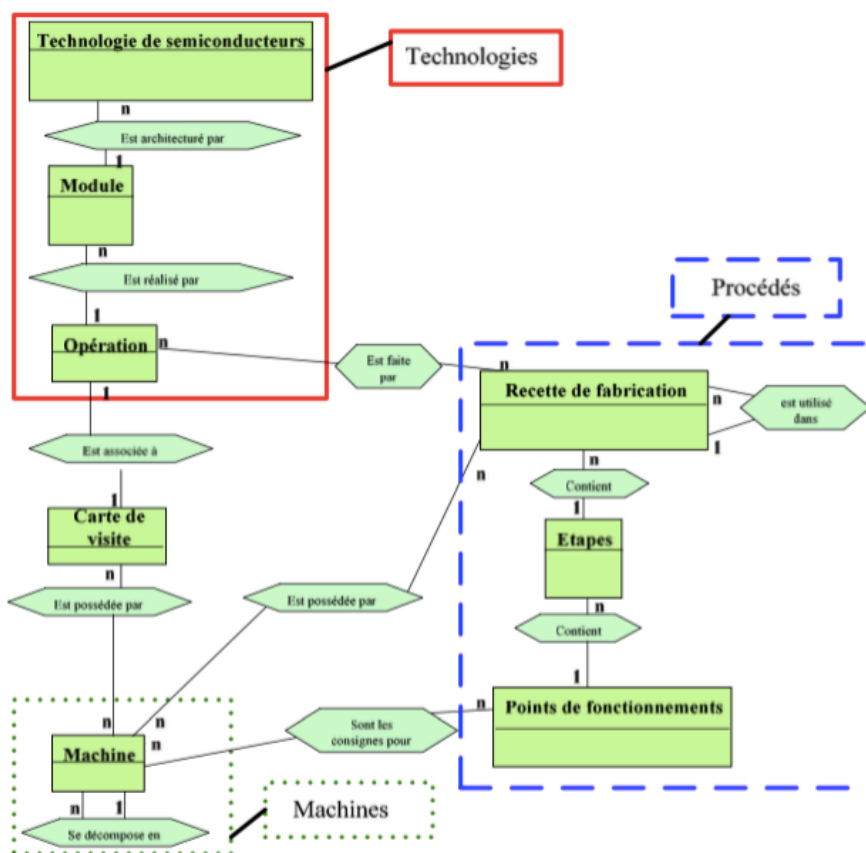 Technologie de semiconducteurs
Technologies
n
Est architecturé par
1
Module
n
Est réalisé par
1
Opération
n
1
Est faite
par
Procédés
n
Recette de fabrication
n
est utilisé
dans
1
n
n
Contient
1
Etapes
n
Contient
1
n
Points de fonctionnements
Est associée à
1
Carte de
visite
n
Est possédée par
Est possédée par
n
n
n
Sont les
consignes pour
Machine
n
1
Se décompose en
Machines